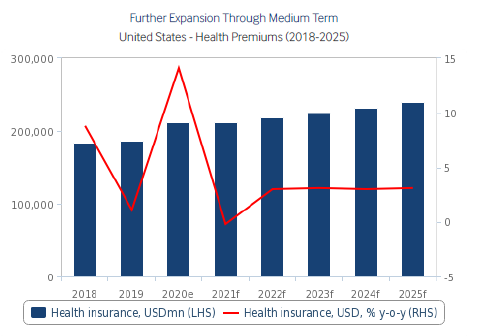 Further Expansion Through Medium Term
United States - Health Premiums (2018-2025)
300,000
200,000
100,000
0
15
10
5
0
-5
2018 2019 2020e 2021f 2022f 2023f 2024f 2025f
Health insurance, USDmn (LHS) Health insurance, USD, % y-o-y (RHS)